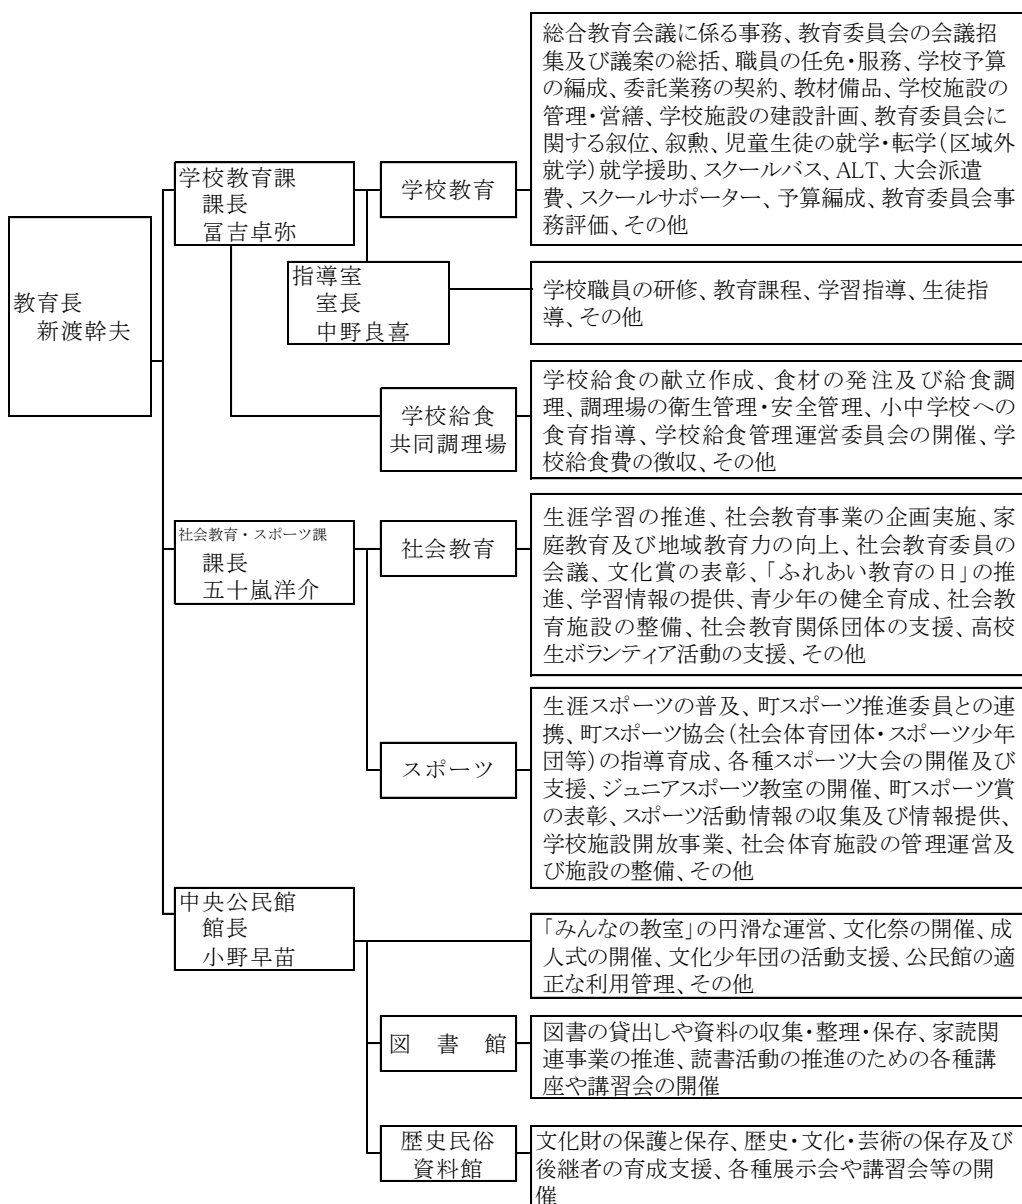 教育長
新渡幹夫
学校教育課
課長
冨吉卓弥
学校教育
総合教育会議に係る事務、教育委員会の会議招
集及び議案の総括、職員の任免・服務、学校予算
の編成、委託業務の契約、教材備品、学校施設の
管理・営繕、学校施設の建設計画、教育委員会に
関する叙位、叙勲、児童生徒の就学・転学(区域外
就学)就学援助、スクールバス、ALT、大会派遣
費、スクールサポーター、予算編成、教育委員会事
務評価、その他
指導室
室長
中野良喜
学校職員の研修、教育課程、学習指導、生徒指
導、その他
学校給食
共同調理場
学校給食の献立作成、食材の発注及び給食調
理、調理場の衛生管理・安全管理、小中学校への
食育指導、学校給食管理運営委員会の開催、学
校給食費の徴収、その他
社会教育・スポーツ課
課長
五十嵐洋介
社会教育
生涯学習の推進、社会教育事業の企画実施、家
庭教育及び地域教育力の向上、社会教育委員の
会議、文化賞の表彰、「ふれあい教育の日」の推
進、学習情報の提供、青少年の健全育成、社会教
育施設の整備、社会教育関係団体の支援、高校
生ボランティア活動の支援、その他
スポーツ
生涯スポーツの普及、町スポーツ推進委員との連
携、町スポーツ協会(社会体育団体・スポーツ少年
団等)の指導育成、各種スポーツ大会の開催及び
支援、ジュニアスポーツ教室の開催、町スポーツ賞
の表彰、スポーツ活動情報の収集及び情報提供、
学校施設開放事業、社会体育施設の管理運営及
び施設の整備、その他
中央公民館
館長
小野早苗
「みんなの教室」の円滑な運営、文化祭の開催、成
人式の開催、文化少年団の活動支援、公民館の適
正な利用管理、その他
図 書 館
図書の貸出しや資料の収集・整理・保存、家読関
連事業の推進、読書活動の推進のための各種講
座や講習会の開催
歴史民俗
資料館
文化財の保護と保存、歴史・文化・芸術の保存及び
後継者の育成支援、各種展示会や講習会等の開
催